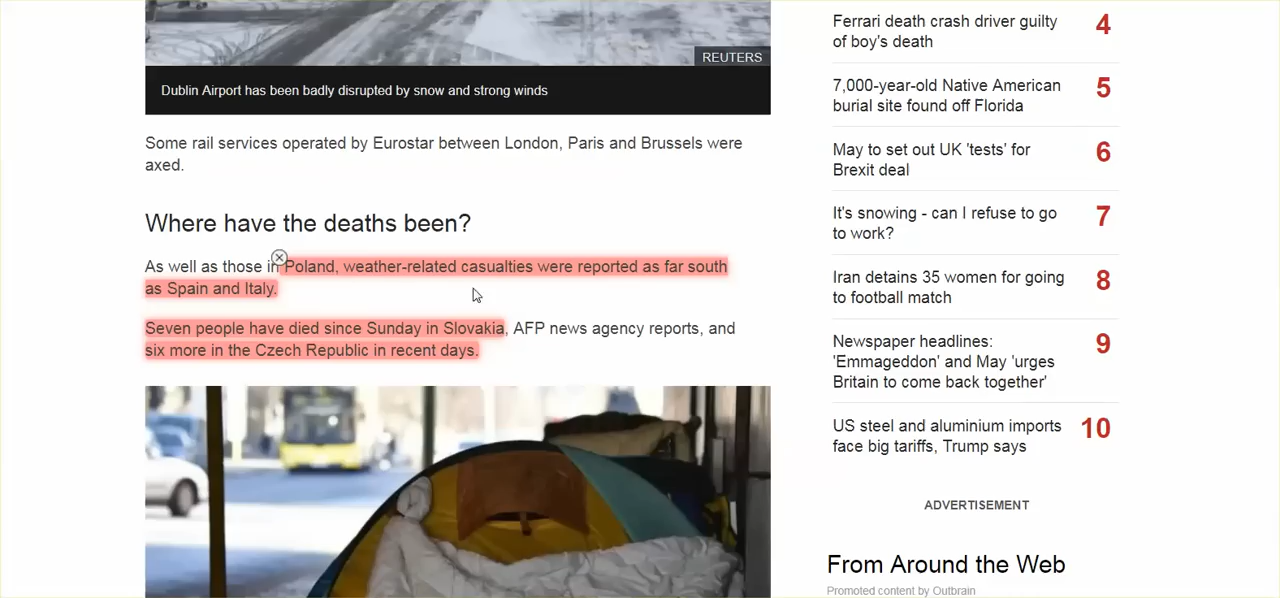 REUTERS
Dublin Airport has been badly disrupted by snow and strong winds
Some rail services operated by Eurostar between London, Paris and Brussels were
axed.
Where have the deaths been?
As well as those in Poland, weather-related casualties were reported as far south
as Spain and Italy.
Seven people have died since Sunday in Slovakia, AFP news agency reports, and
six more in the Czech Republic in recent days.
Ferrari death crash driver guilty 4
of boy's death
7,000-year-old Native American 5
burial site found off Florida
May to set out UK 'tests' for 6
Brexit deal
It's snowing - can I refuse to go 7
to work?
Iran detains 35 women for going 8
to football match
Newspaper headlines: 9
'Emmageddon' and May 'urges
Britain to come back together'
US steel and aluminium imports 10
face big tariffs, Trump says
ADVERTISEMENT
From Around the Web
Promoted content by Outbrain